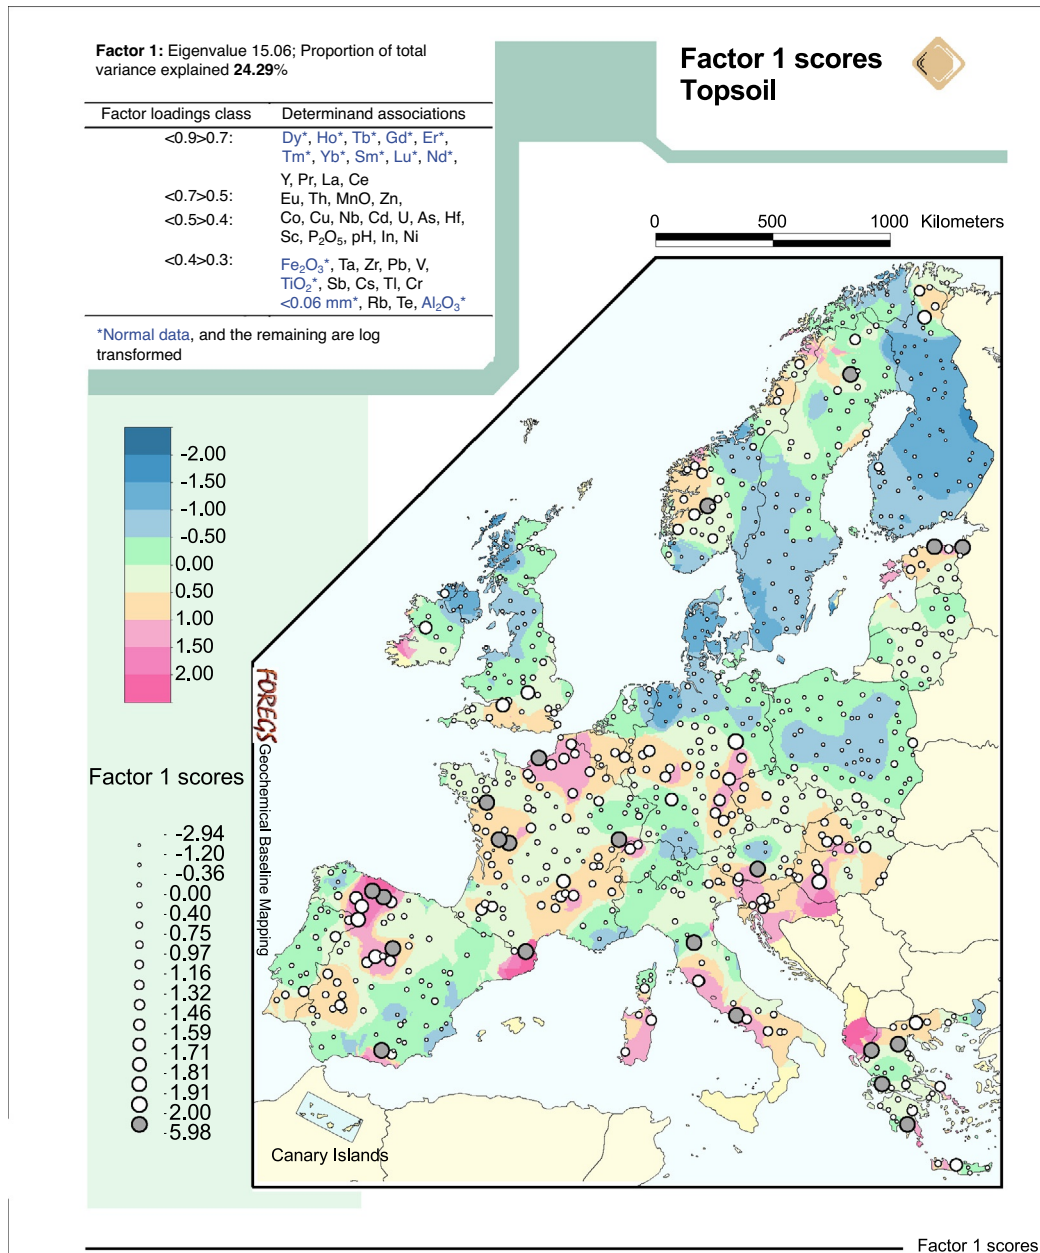 Factor 1: Eigenvalue 15.06; Proportion of total
variance explained 24.29%
Factor 1 scores
Topsoil
Factor loadings class Determinand associations
<0.9>0.7: Dy*, Ho*, Tb*, Gd*, Er*,
Tm*, Yb*, Sm*, Lu*, Nd*,
Y, Pr, La, Ce
<0.7>0.5: Eu, Th, MnO, Zn,
<0.5>0.4: Co, Cu, Nb, Cd, U, As, Hf,
Sc, P₂O₅, pH, In, Ni
<0.4>0.3: Fe₂O₃*, Ta, Zr, Pb, V,
TiO₂*, Sb, Cs, Tl, Cr
<0.06 mm*, Rb, Te, Al₂O₃*
*Normal data, and the remaining are log
transformed
0 500 1000 Kilometers
-2.00
-1.50
-1.00
-0.50
0.00
0.50
1.00
1.50
2.00
FOREGS Geochemical Baseline Mapping
Factor 1 scores
-2.94
-1.20
-0.36
0.00
0.40
0.75
0.97
1.16
1.32
1.46
1.59
1.71
1.81
1.91
2.00
5.98
Canary Islands
Factor 1 scores